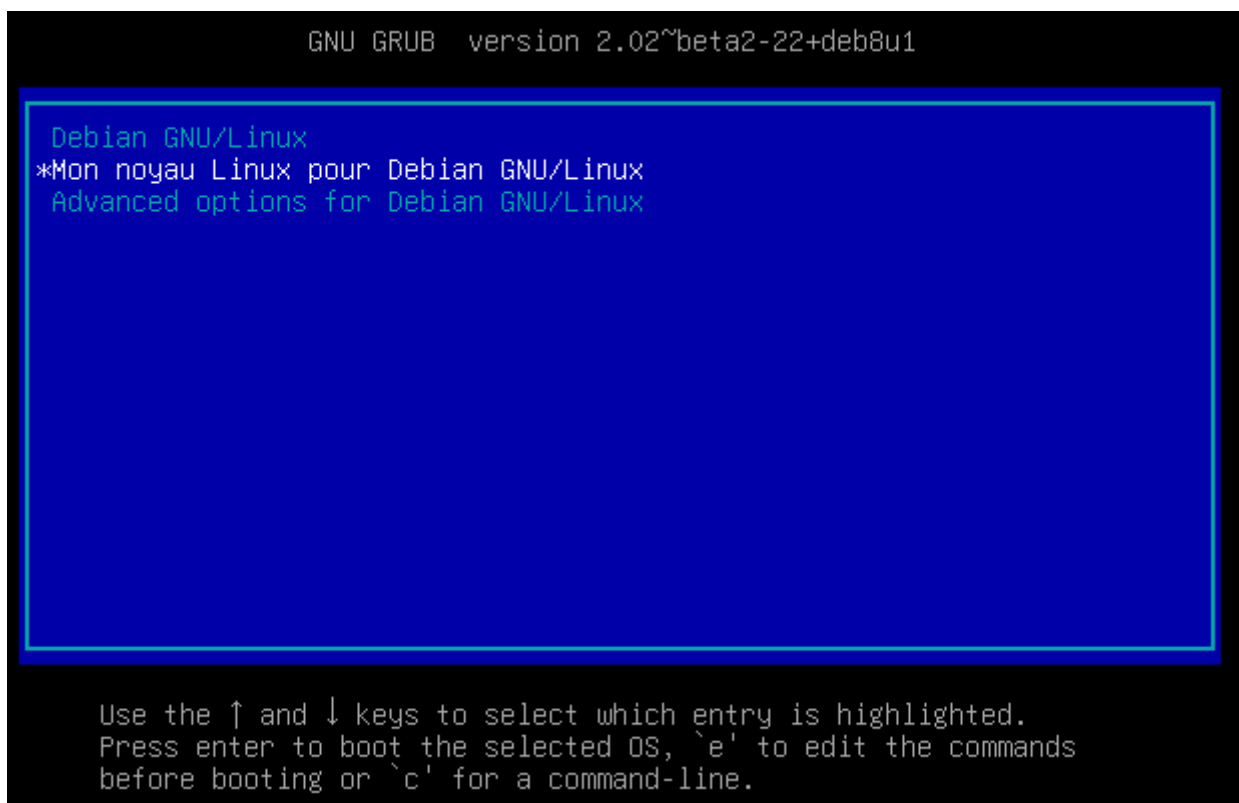 GNU GRUB  version 2.02~beta2-22+deb8u1
Debian GNU/Linux
*Mon noyau Linux pour Debian GNU/Linux
Advanced options for Debian GNU/Linux
Use the ↑ and ↓ keys to select which entry is highlighted.
Press enter to boot the selected OS, `e' to edit the commands
before booting or `c' for a command-line.